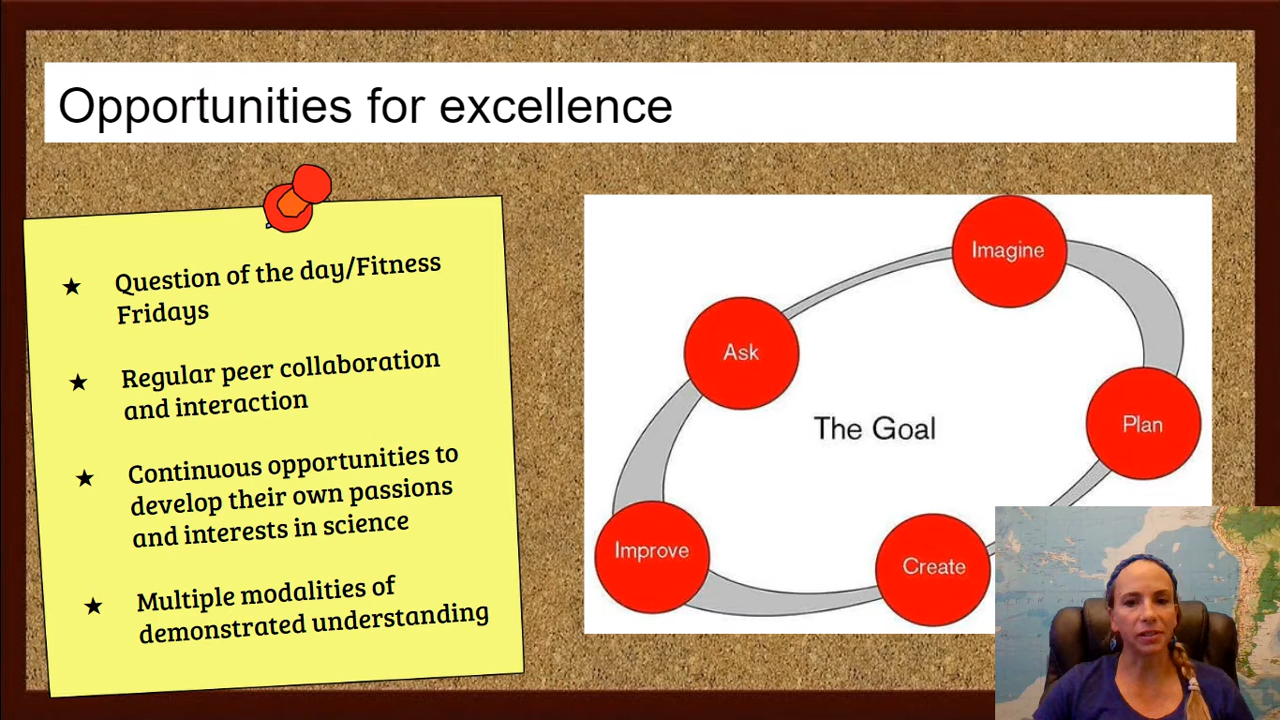 Opportunities for excellence
★ Question of the day/Fitness
Fridays
★ Regular peer collaboration
and interaction
★ Continuous opportunities to
develop their own passions
and interests in science
★ Multiple modalities of
demonstrated understanding
Imagine
Ask
Plan
The Goal
Improve
Create